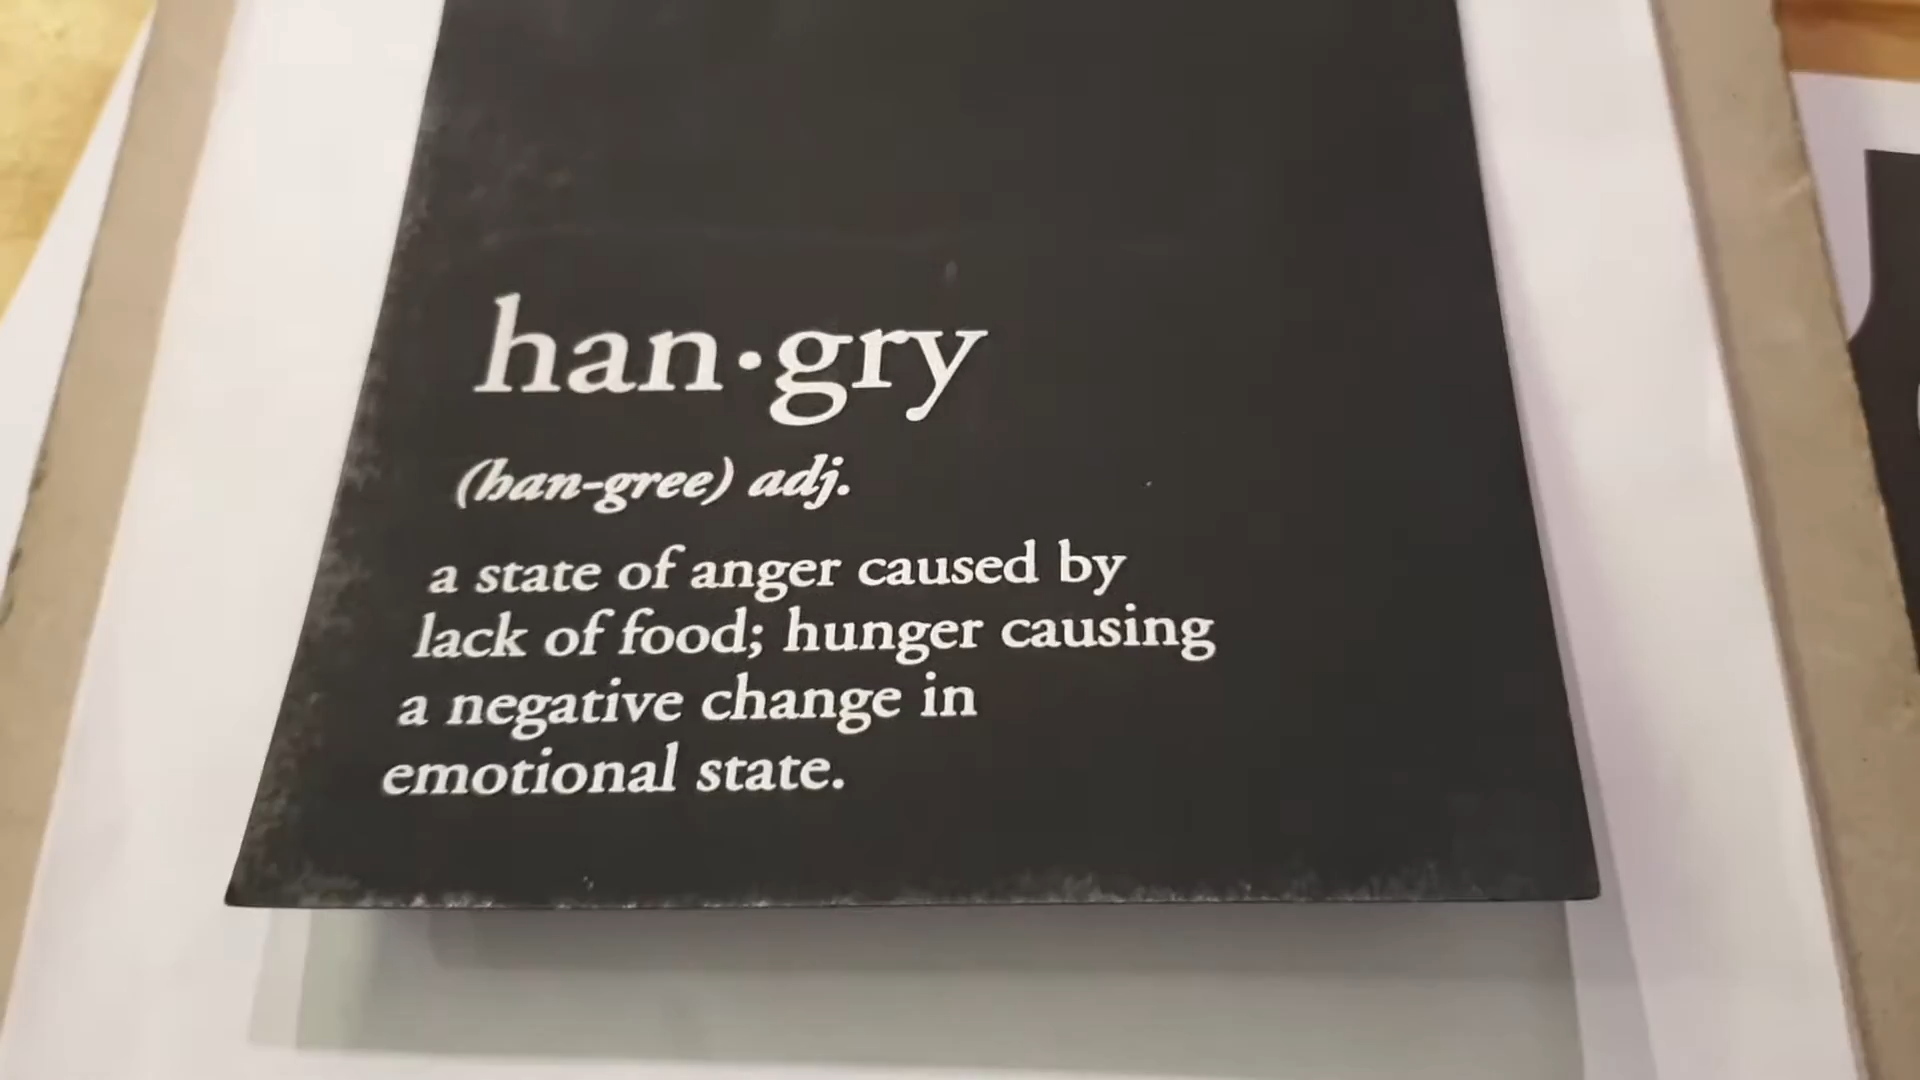 han·gry
(han-gree) adj.
a state of anger caused by
lack of food; hunger causing
a negative change in
emotional state.